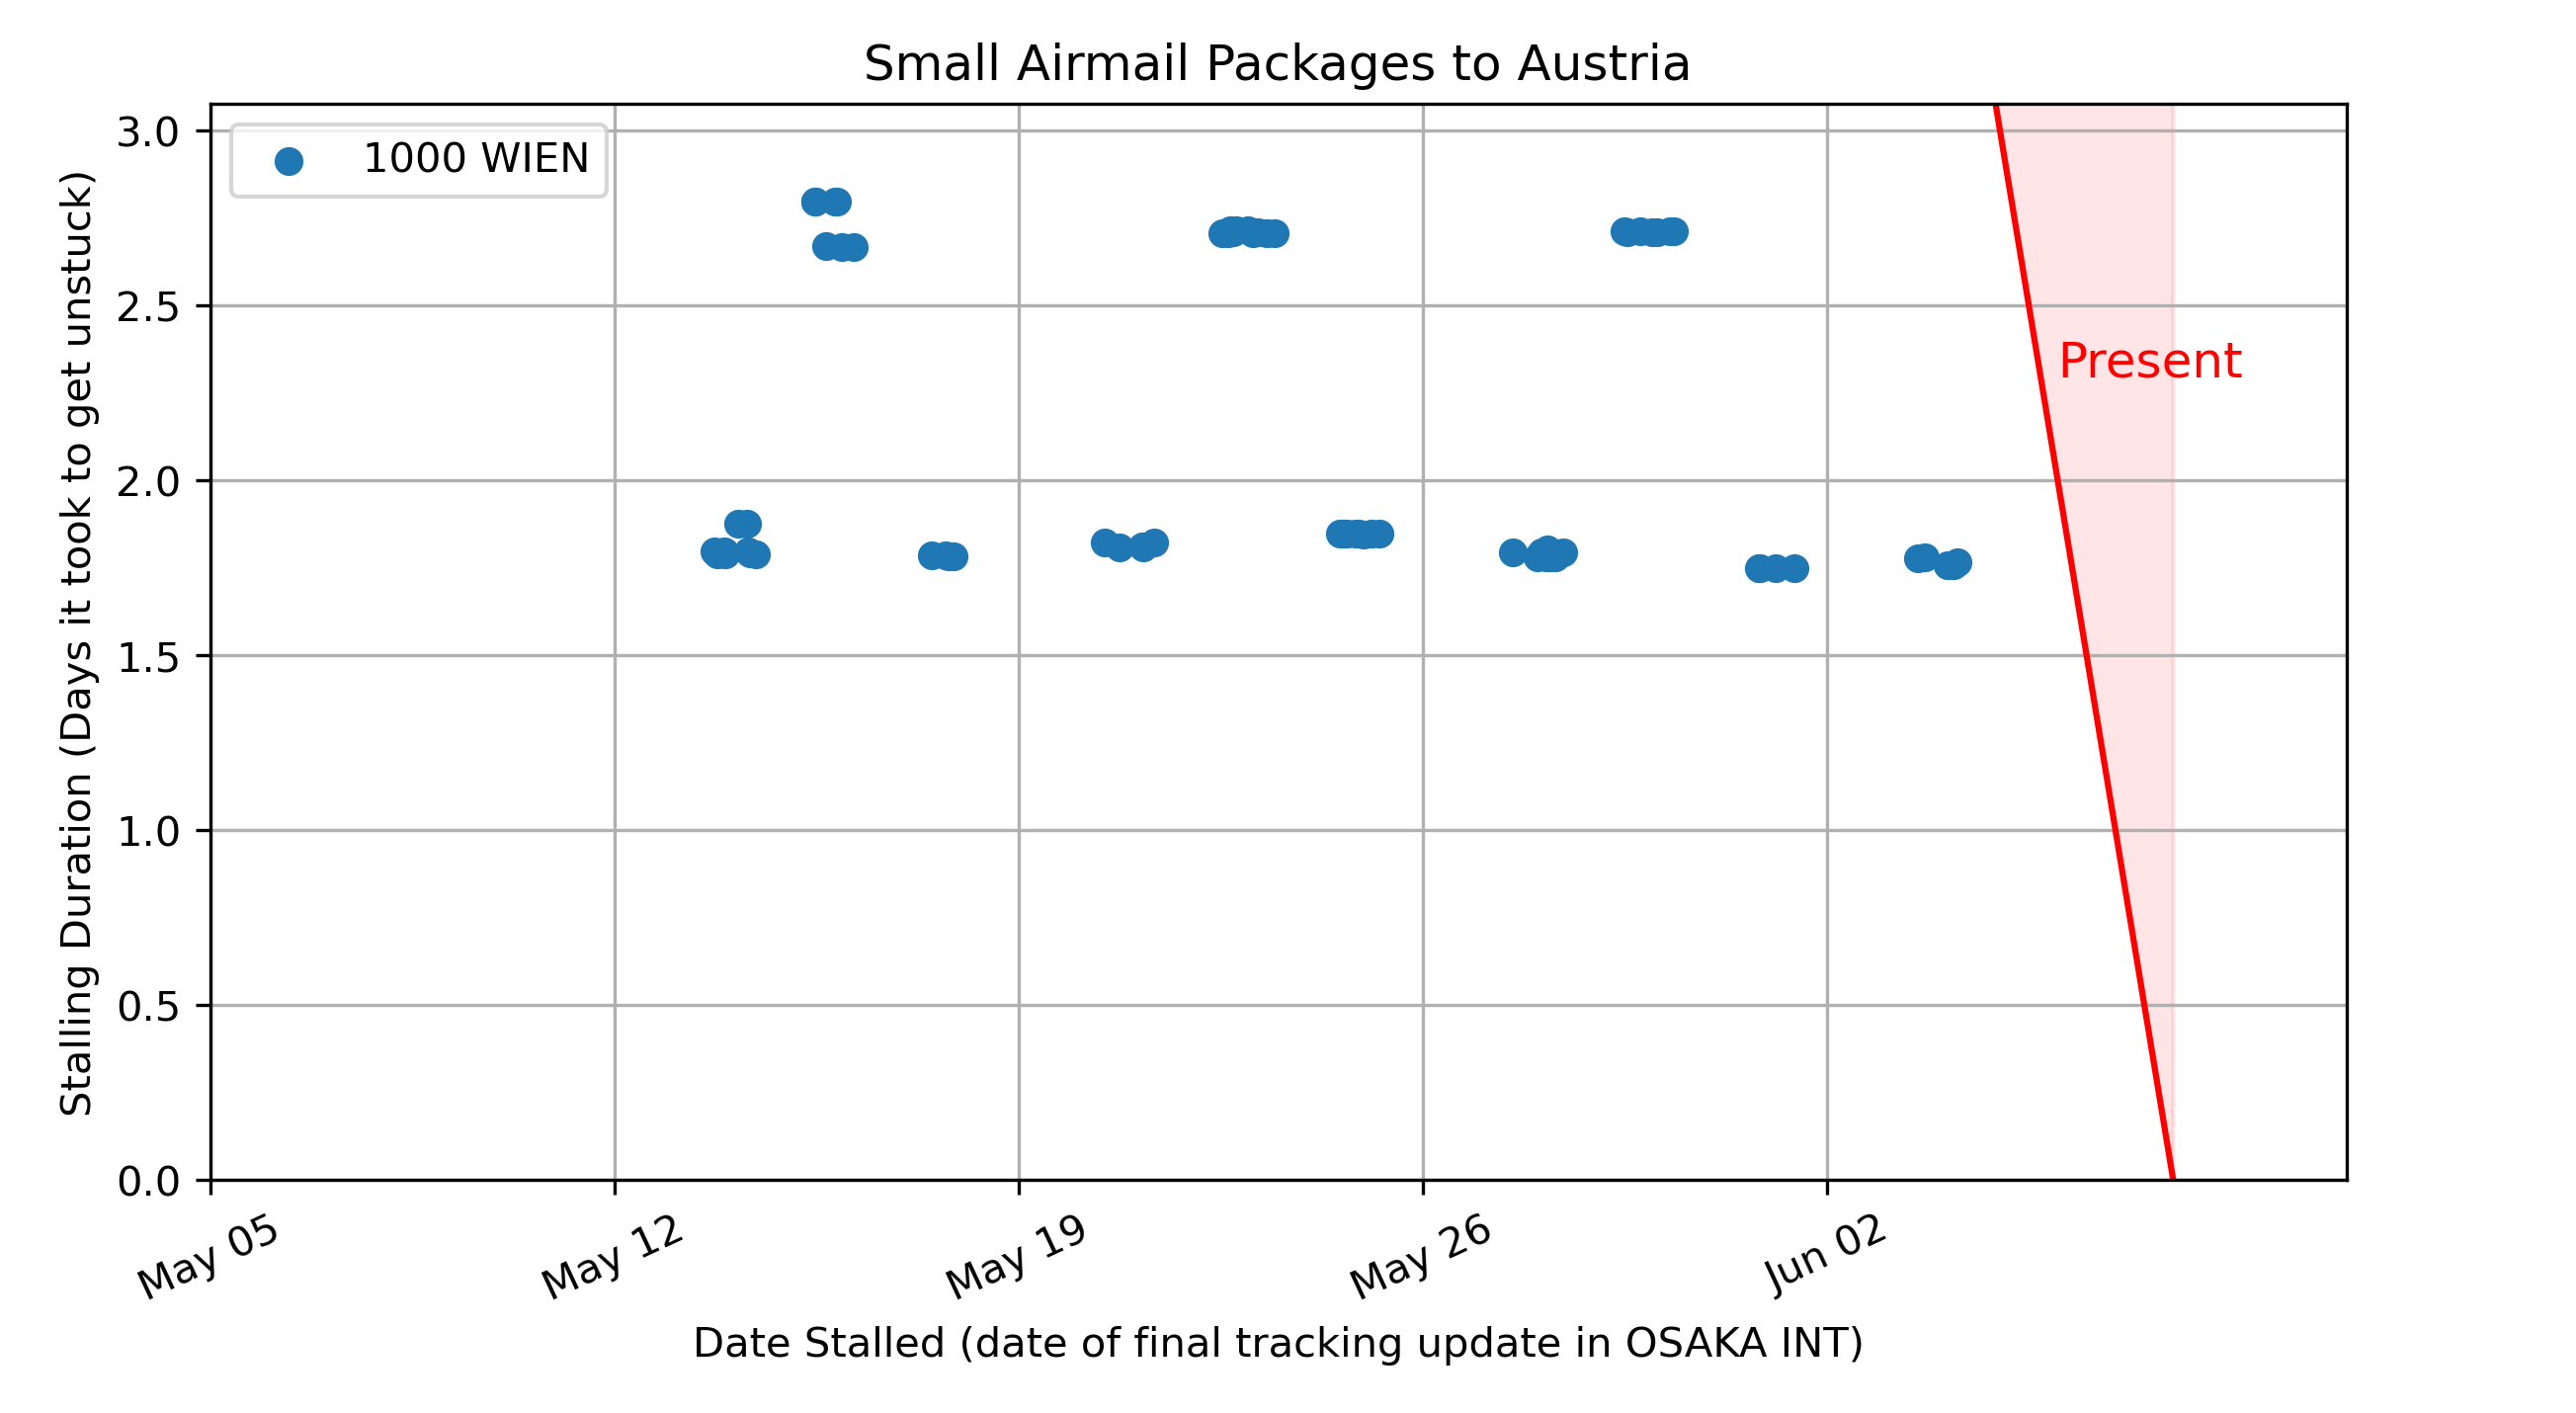 Small Airmail Packages to Austria
1000 WIEN
Present
Stalling Duration (Days it took to get unstuck)
3.0
2.5
2.0
1.5
1.0
0.5
0.0
May 05
May 12
May 19
May 26
Jun 02
Date Stalled (date of final tracking update in OSAKA INT)